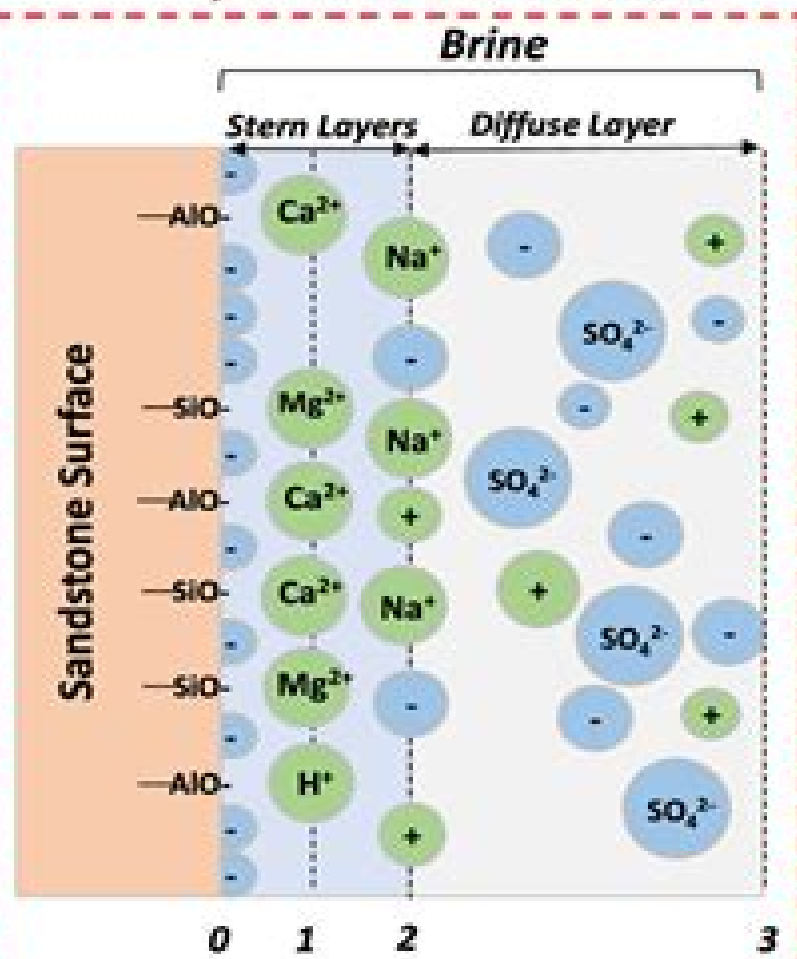 Brine
Stern Layers
Diffuse Layer
Sandstone Surface
-
—AlO-
Ca²⁺
Na⁺
-
+
-
-
SO₄²⁻
-
-
-
-
—SiO-
Mg²⁺
Na⁺
-
+
-
SO₄²⁻
—AlO-
Ca²⁺
+
-
-
—SiO-
Ca²⁺
Na⁺
+
SO₄²⁻
-
-
—SiO-
Mg²⁺
-
-
+
-
—AlO-
H⁺
SO₄²⁻
-
+
-
0 1 2 3